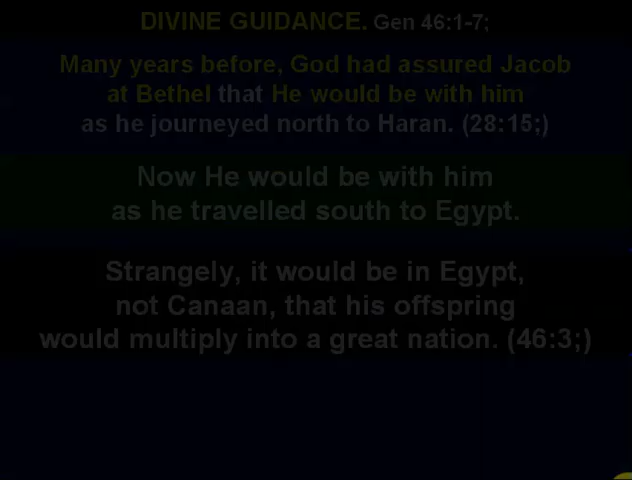 DIVINE GUIDANCE. Gen 46:1-7;
Many years before, God had assured Jacob
at Bethel that He would be with him
as he journeyed north to Haran. (28:15;)
Now He would be with him
as he travelled south to Egypt.
Strangely, it would be in Egypt,
not Canaan, that his offspring
would multiply into a great nation. (46:3;)